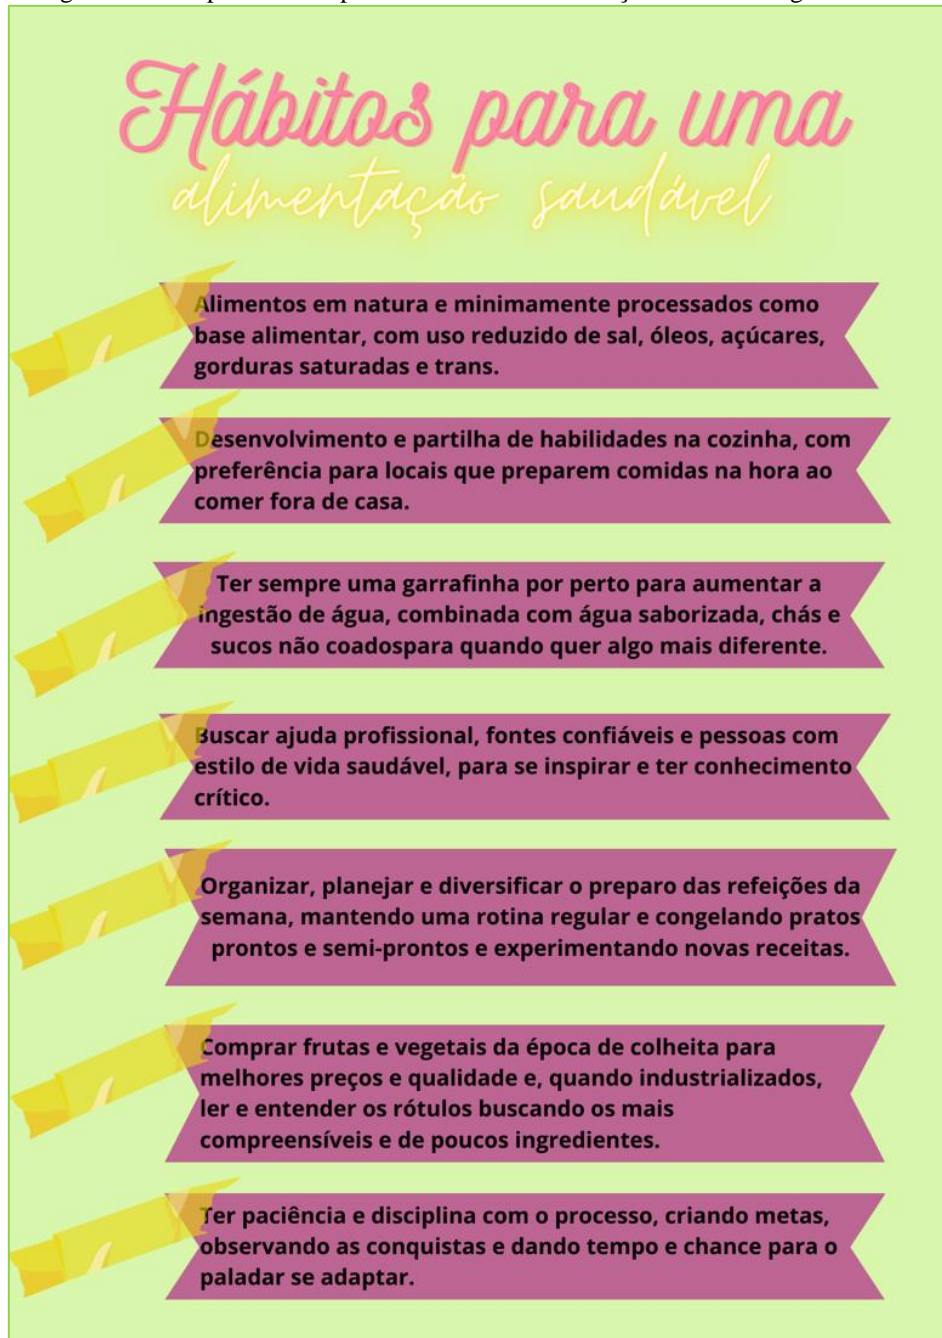 Hábitos para uma
alimentação saudável
Alimentos em natura e minimamente processados como
base alimentar, com uso reduzido de sal, óleos, açúcares,
gorduras saturadas e trans.
Desenvolvimento e partilha de habilidades na cozinha, com
preferência para locais que preparem comidas na hora ao
comer fora de casa.
Ter sempre uma garrafinha por perto para aumentar a
ingestão de água, combinada com água saborizada, chás e
sucos não coadospara quando quer algo mais diferente.
Buscar ajuda profissional, fontes confiáveis e pessoas com
estilo de vida saudável, para se inspirar e ter conhecimento
crítico.
Organizar, planejar e diversificar o preparo das refeições da
semana, mantendo uma rotina regular e congelando pratos
prontos e semi-prontos e experimentando novas receitas.
Comprar frutas e vegetais da época de colheita para
melhores preços e qualidade e, quando industrializados,
ler e entender os rótulos buscando os mais
compreensíveis e de poucos ingredientes.
Ter paciência e disciplina com o processo, criando metas,
observando as conquistas e dando tempo e chance para o
paladar se adaptar.